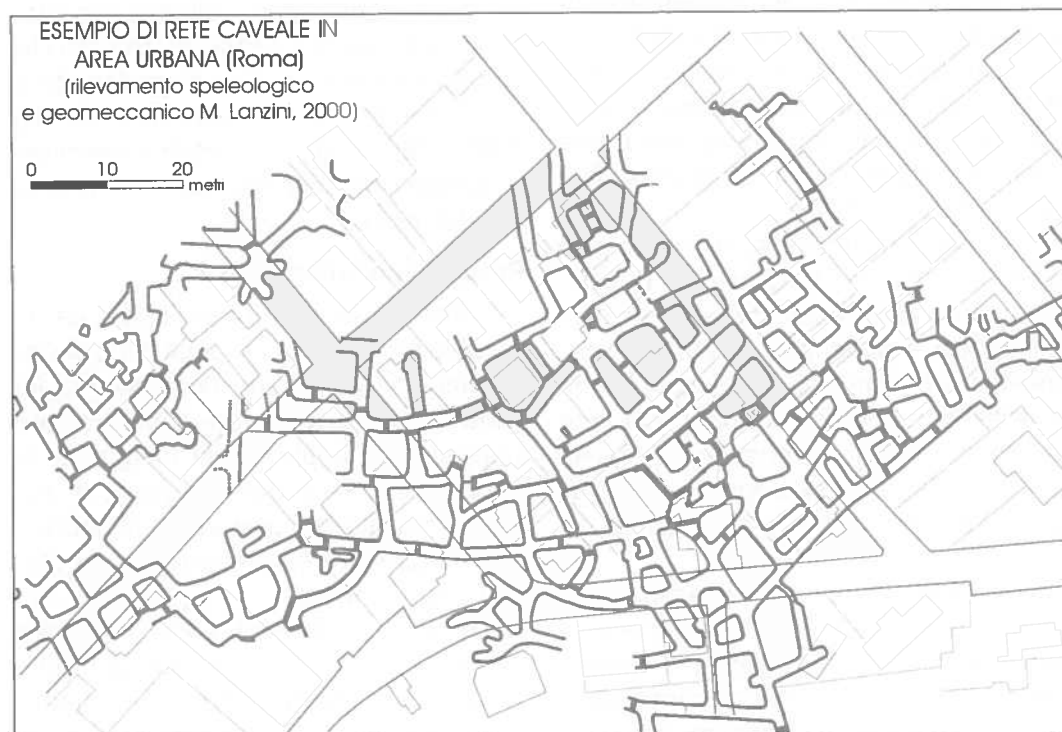 ESEMPIO DI RETE CAVEALE IN
AREA URBANA (Roma)
(rilevamento speleologico
e geomeccanico M. Lanzini, 2000)
0 10 20
metri